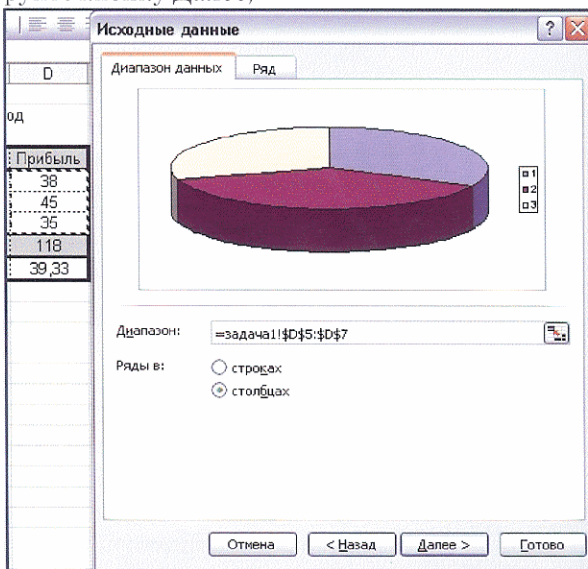 Исходные данные
Диапазон данных
Ряд
D
од
Прибыль
38
45
35
118
39,33
1
2
3
Диапазон:
=задача1!$D$5:$D$7
Ряды в:
строках
столбцах
Отмена
< Назад
Далее >
Готово